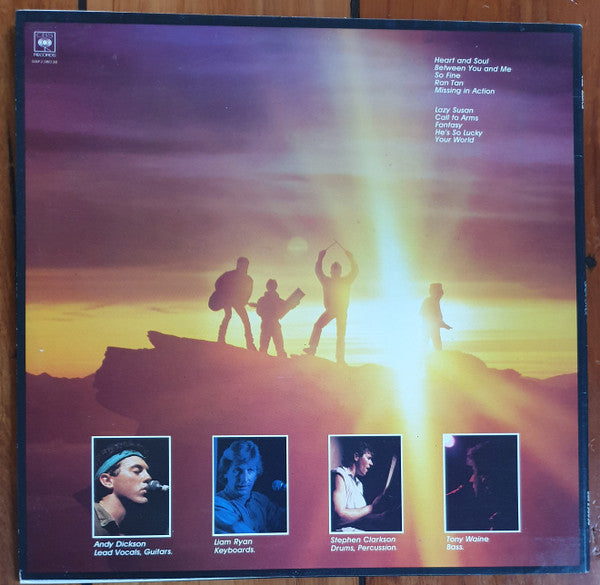 CBS
RECORDS
Heart and Soul
Between You and Me
So Fine
Ran Tan
Missing in Action
Lazy Susan
Call to Arms
Fantasy
He's So Lucky
Your World
Andy Dickson
Lead Vocals, Guitars.
Liam Ryan
Keyboards.
Stephen Clarkson
Drums, Percussion.
Tony Waine
Bass.